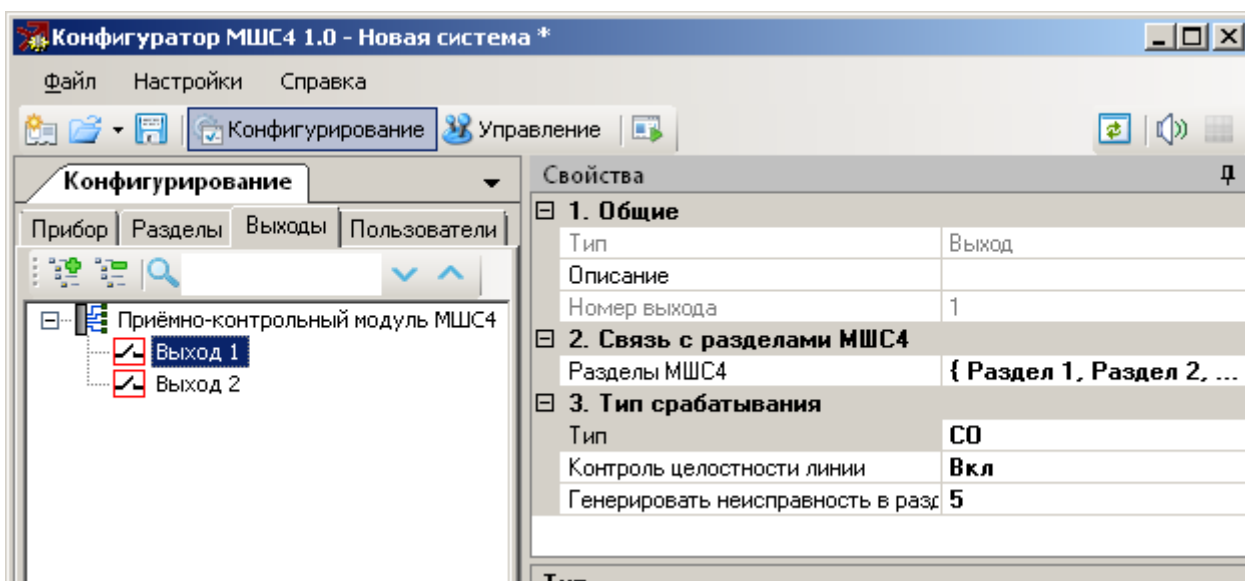 Конфигуратор МШС4 1.0 - Новая система *
Файл Настройки Справка
Конфигурирование Управление
Конфигурирование
Прибор Разделы Выходы Пользователи
Приёмно-контрольный модуль МШС4
Выход 1
Выход 2
Свойства
1. Общие
Тип Выход
Описание
Номер выхода 1
2. Связь с разделами МШС4
Разделы МШС4 { Раздел 1, Раздел 2, ...
3. Тип срабатывания
Тип СО
Контроль целостности линии Вкл
Генерировать неисправность в разд 5